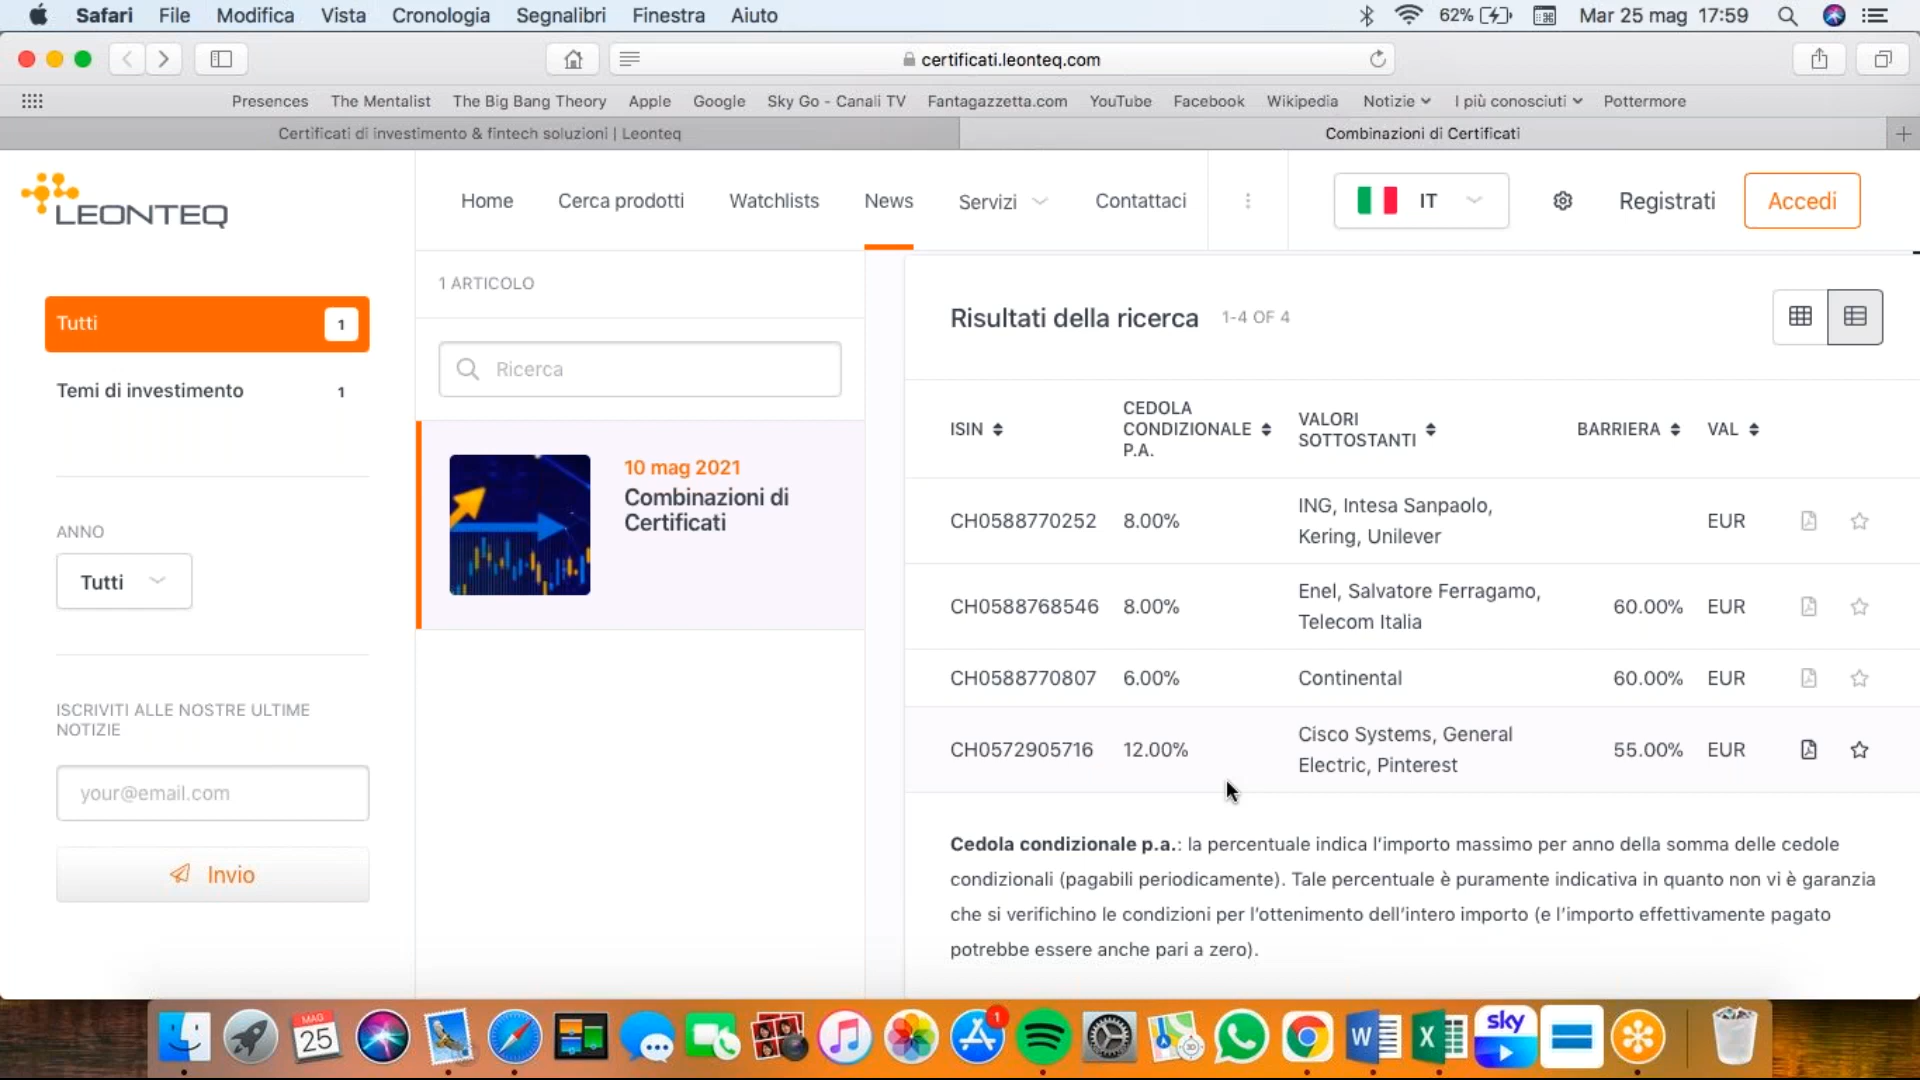 Safari File Modifica Vista Cronologia Segnalibri Finestra Aiuto 62% Mar 25 mag 17:59
certificati.leonteq.com
Presences The Mentalist The Big Bang Theory Apple Google Sky Go - Canali TV Fantagazzetta.com YouTube Facebook Wikipedia Notizie I più conosciuti Pottermore
Certificati di investimento & fintech soluzioni | Leonteq Combinazioni di Certificati
LEONTEQ
Home Cerca prodotti Watchlists News Servizi Contattaci IT Registrati Accedi
Tutti 1
Temi di investimento 1
ANNO
Tutti
ISCRIVITI ALLE NOSTRE ULTIME
NOTIZIE
your@email.com
Invio
1 ARTICOLO
Ricerca
10 mag 2021
Combinazioni di
Certificati
Risultati della ricerca 1-4 OF 4
ISIN CEDOLA CONDIZIONALE P.A. VALORI SOTTOSTANTI BARRIERA VAL
CH0588770252 8.00% ING, Intesa Sanpaolo, EUR
Kering, Unilever
CH0588768546 8.00% Enel, Salvatore Ferragamo, 60.00% EUR
Telecom Italia
CH0588770807 6.00% Continental 60.00% EUR
CH0572905716 12.00% Cisco Systems, General 55.00% EUR
Electric, Pinterest
Cedola condizionale p.a.: la percentuale indica l'importo massimo per anno della somma delle cedole
condizionali (pagabili periodicamente). Tale percentuale è puramente indicativa in quanto non vi è garanzia
che si verifichino le condizioni per l'ottenimento dell'intero importo (e l'importo effettivamente pagato
potrebbe essere anche pari a zero).
MAG
25
1
W
X
sky